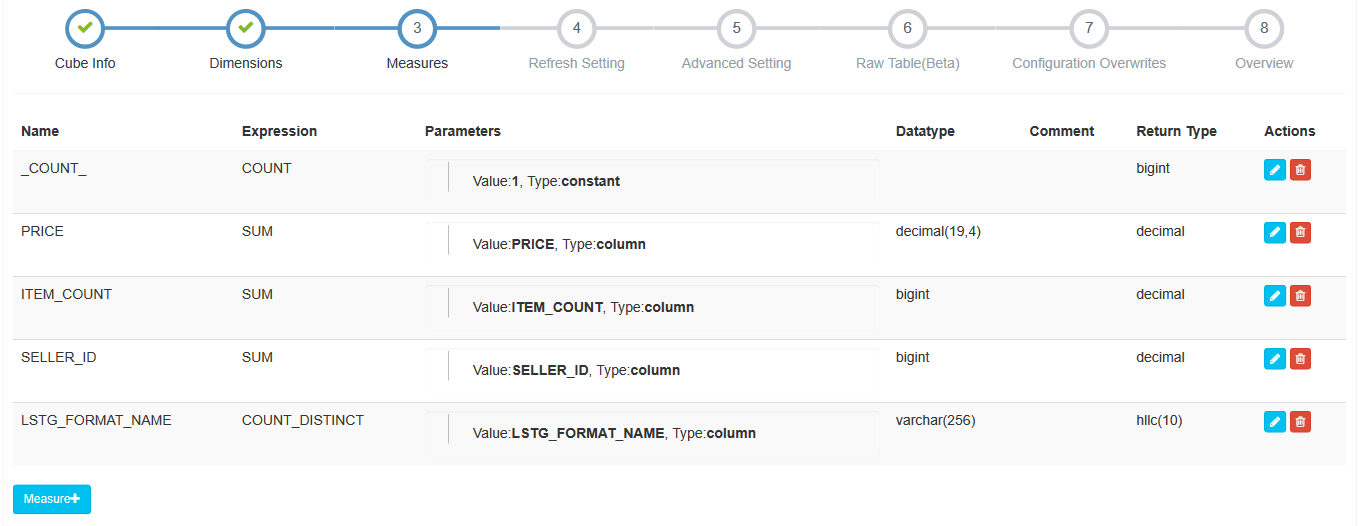 3 4 5 6 7 8
Cube Info Dimensions Measures Refresh Setting Advanced Setting Raw Table(Beta) Configuration Overwrites Overview
Name Expression Parameters Datatype Comment Return Type Actions
_COUNT_ COUNT Value:1, Type:constant bigint
PRICE SUM Value:PRICE, Type:column decimal(19,4) decimal
ITEM_COUNT SUM Value:ITEM_COUNT, Type:column bigint decimal
SELLER_ID SUM Value:SELLER_ID, Type:column bigint decimal
LSTG_FORMAT_NAME COUNT_DISTINCT Value:LSTG_FORMAT_NAME, Type:column varchar(256) hllc(10)
Measure+